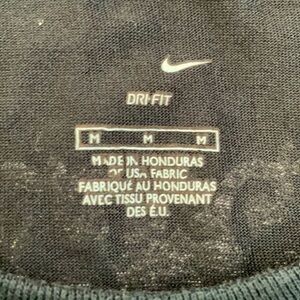 DRI-FIT
M M M
MADE IN HONDURAS
OF USA FABRIC
FABRIQUÉ AU HONDURAS
AVEC TISSU PROVENANT
DES É.U.